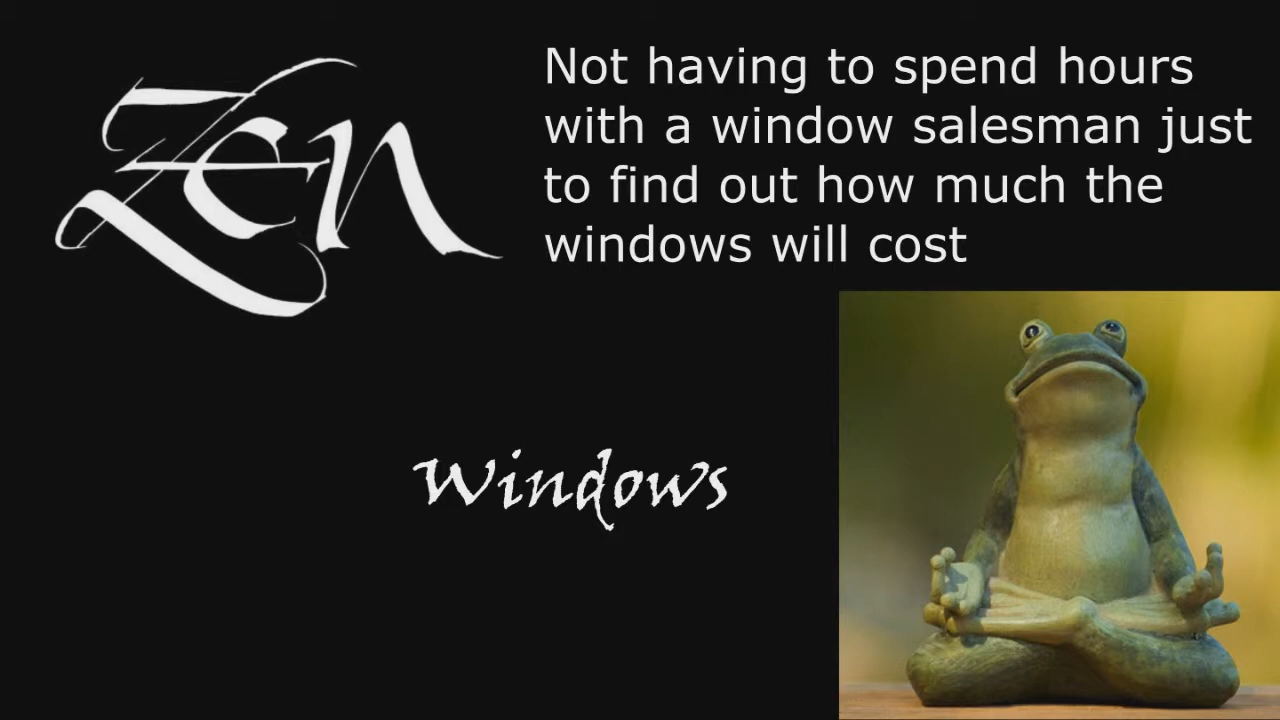 Zen
Not having to spend hours
with a window salesman just
to find out how much the
windows will cost
Windows